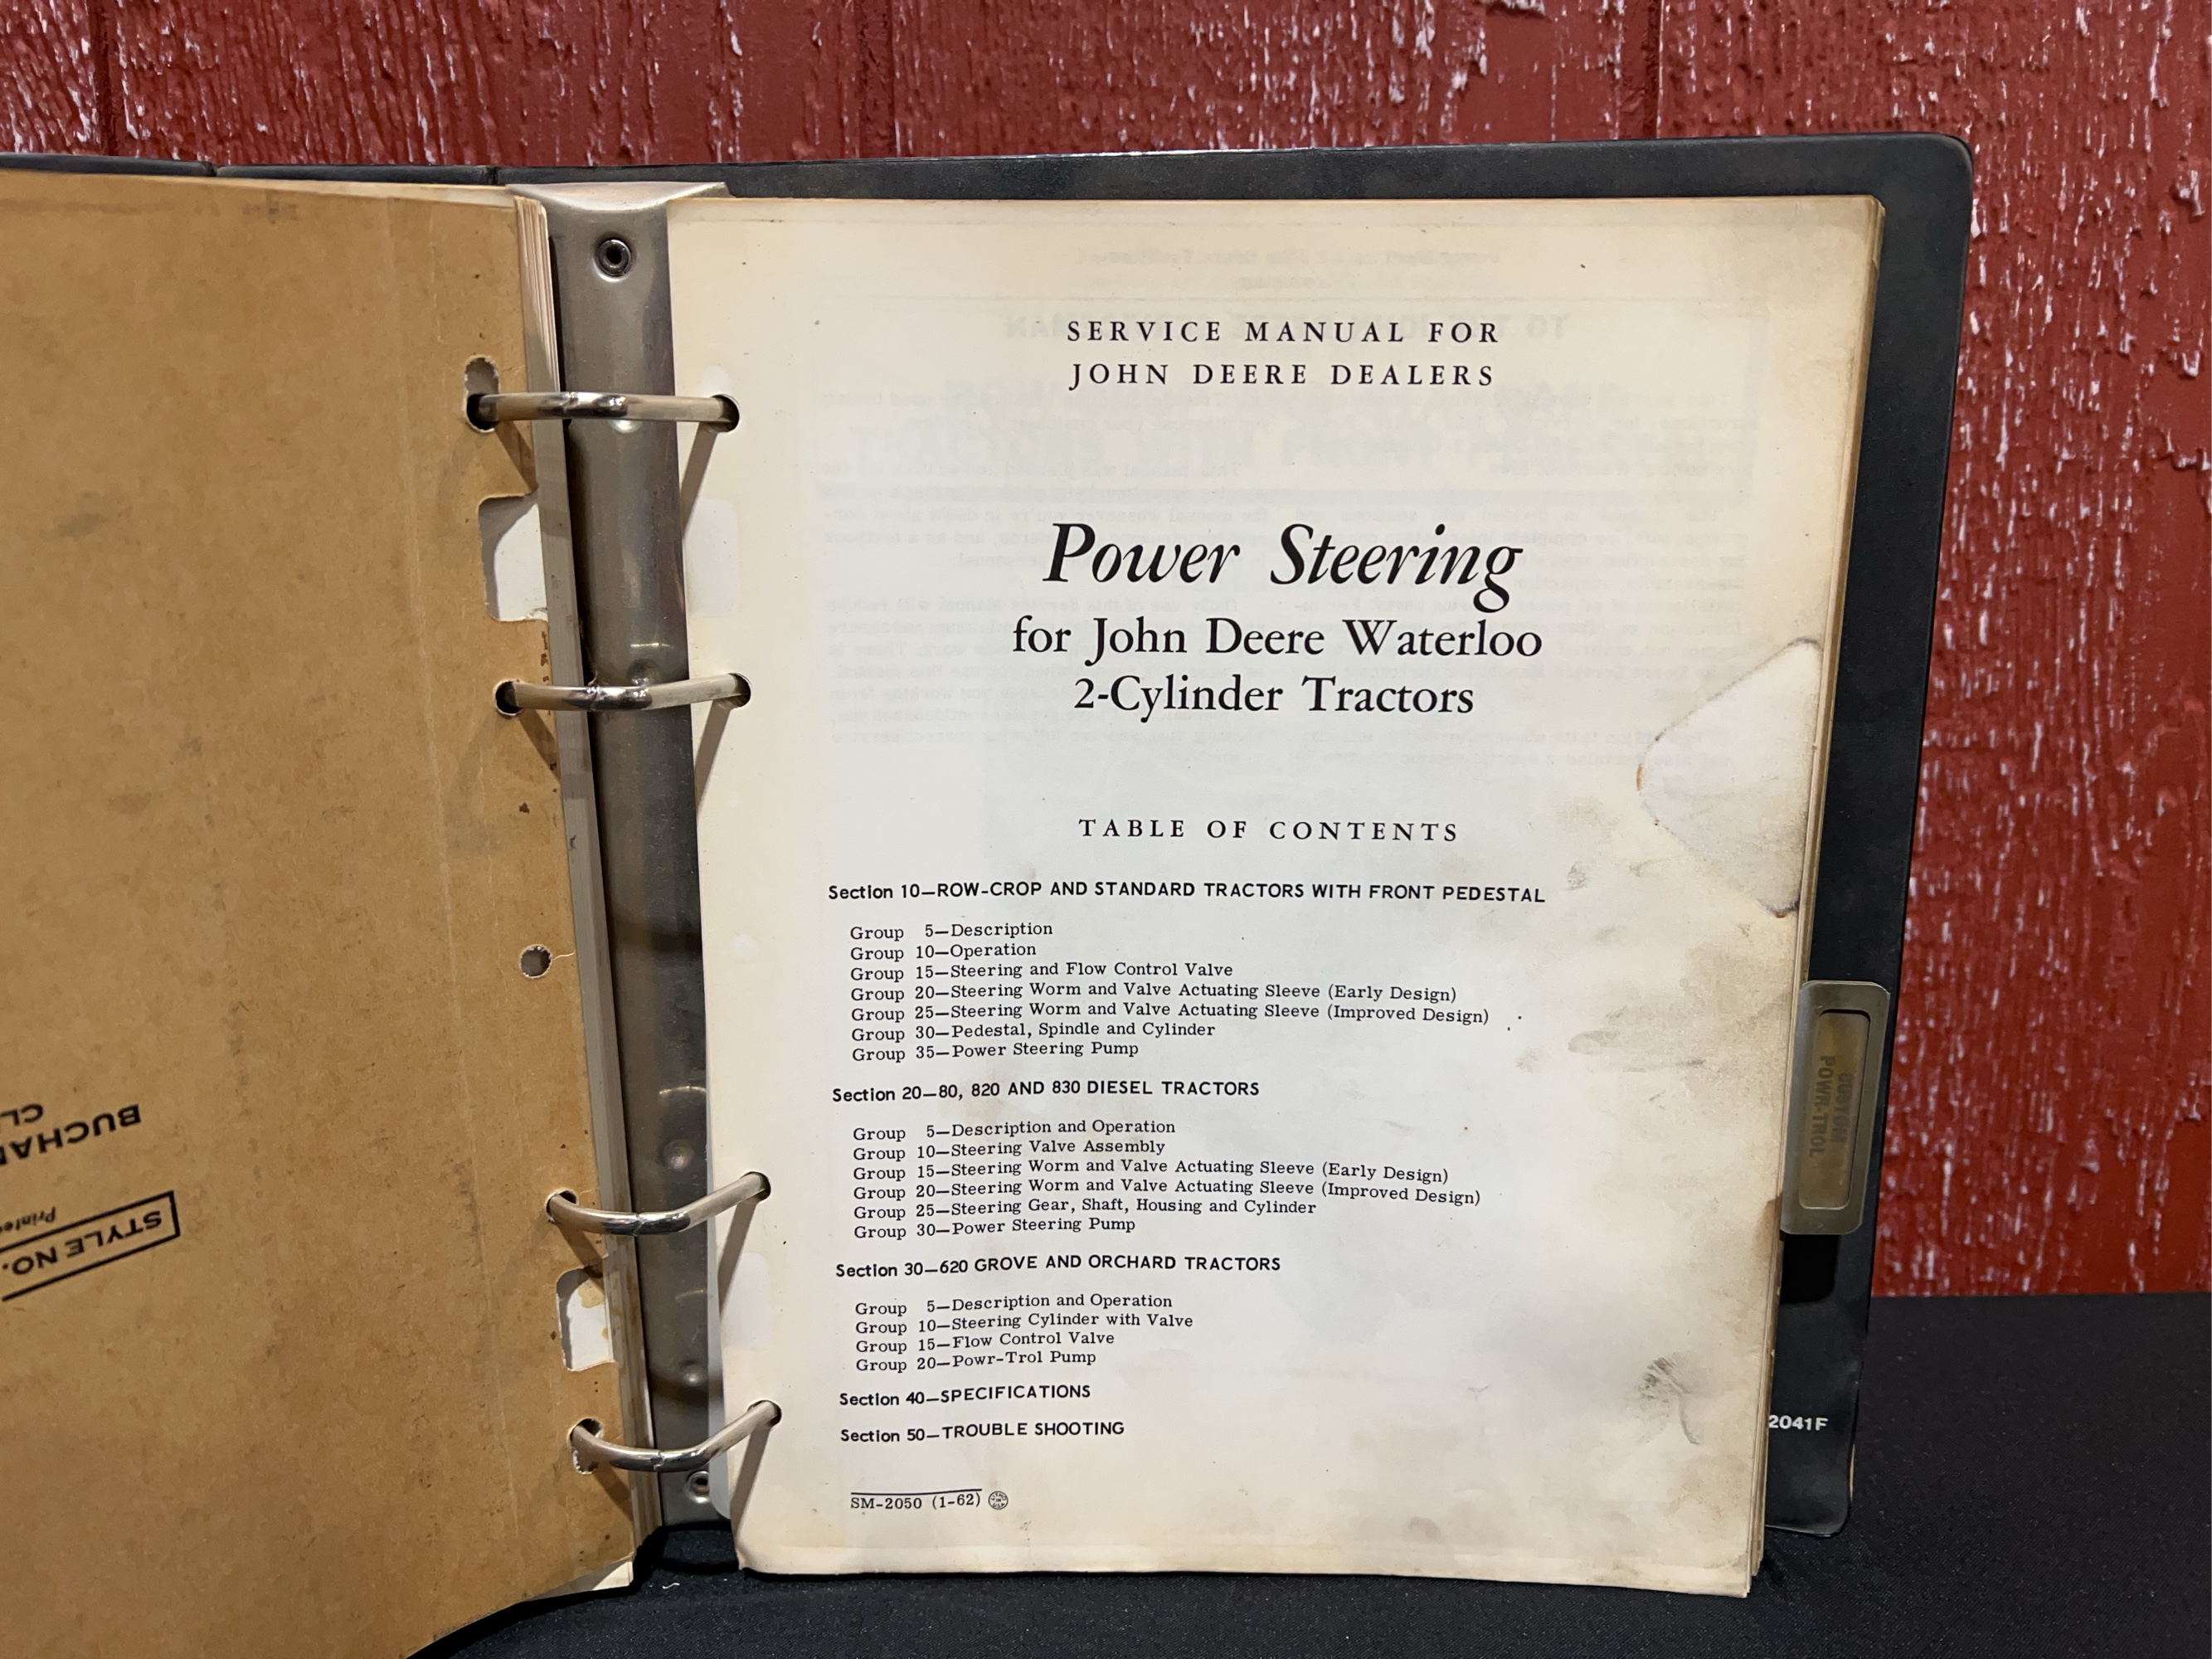 SERVICE MANUAL FOR
JOHN DEERE DEALERS
Power Steering
for John Deere Waterloo
2-Cylinder Tractors
TABLE OF CONTENTS
Section 10—ROW-CROP AND STANDARD TRACTORS WITH FRONT PEDESTAL
Group 5—Description
Group 10—Operation
Group 15—Steering and Flow Control Valve
Group 20—Steering Worm and Valve Actuating Sleeve (Early Design)
Group 25—Steering Worm and Valve Actuating Sleeve (Improved Design)
Group 30—Pedestal, Spindle and Cylinder
Group 35—Power Steering Pump
Section 20—80, 820 AND 830 DIESEL TRACTORS
Group 5—Description and Operation
Group 10—Steering Valve Assembly
Group 15—Steering Worm and Valve Actuating Sleeve (Early Design)
Group 20—Steering Worm and Valve Actuating Sleeve (Improved Design)
Group 25—Steering Gear, Shaft, Housing and Cylinder
Group 30—Power Steering Pump
Section 30—620 GROVE AND ORCHARD TRACTORS
Group 5—Description and Operation
Group 10—Steering Cylinder with Valve
Group 15—Flow Control Valve
Group 20—Powr-Trol Pump
Section 40—SPECIFICATIONS
Section 50—TROUBLE SHOOTING
SM-2050 (1-62)
CUSTOM
POWR-TROL
2041F
BUCHAN
CL
STYLE NO.
Printed